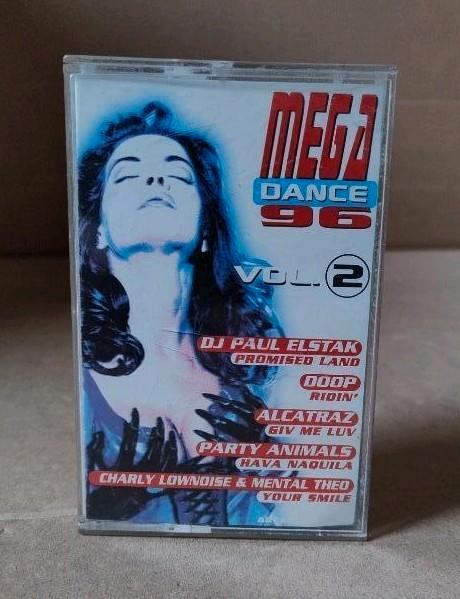 MEGA
DANCE
96
VOL. 2
DJ PAUL ELSTAK
PROMISED LAND
DOOP
RIDIN'
ALCATRAZ
GIV ME LUV
PARTY ANIMALS
HAVA NAQUILA
CHARLY LOWNOISE & MENTAL THEO
YOUR SMILE